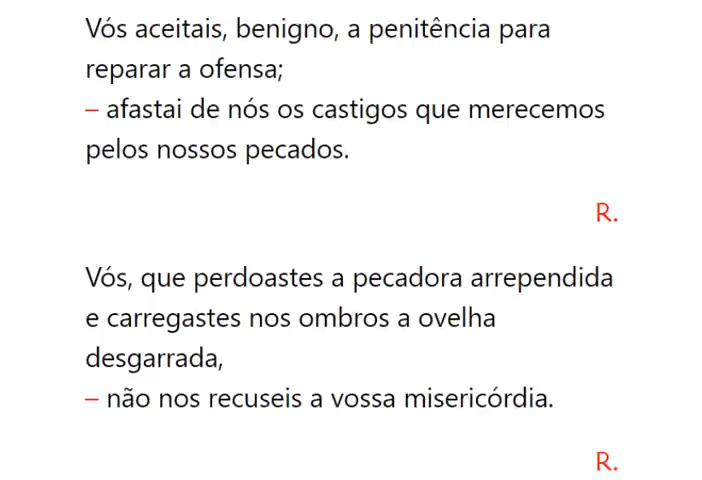 Vós aceitais, benigno, a penitência para
reparar a ofensa;
– afastai de nós os castigos que merecemos
pelos nossos pecados.
R.
Vós, que perdoastes a pecadora arrependida
e carregastes nos ombros a ovelha
desgarrada,
– não nos recuseis a vossa misericórdia.
R.